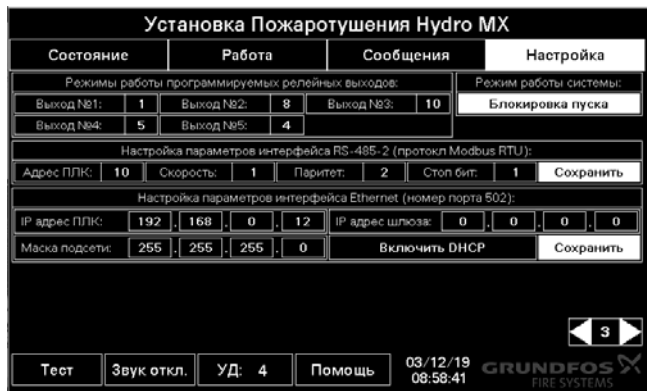 Установка Пожаротушения Hydro MX
Состояние Работа Сообщения Настройка
Режимы работы программируемых релейных выходов: Режим работы системы:
Выход №1: 1 Выход №2: 8 Выход №3: 10 Блокировка пуска
Выход №4: 5 Выход №5: 4
Настройка параметров интерфейса RS-485-2 (протокл Modbus RTU):
Адрес ПЛК: 10 Скорость: 1 Паритет: 2 Стоп бит: 1 Сохранить
Настройка параметров интерфейса Ethernet (номер порта 502):
IP адрес ПЛК: 192 . 168 . 0 . 12 IP адрес шлюза: 0 . 0 . 0 . 0
Маска подсети: 255 . 255 . 255 . 0 Включить DHCP Сохранить
3
Тест Звук откл. УД: 4 Помощь 03/12/19 GRUNDFOS
08:58:41 FIRE SYSTEMS